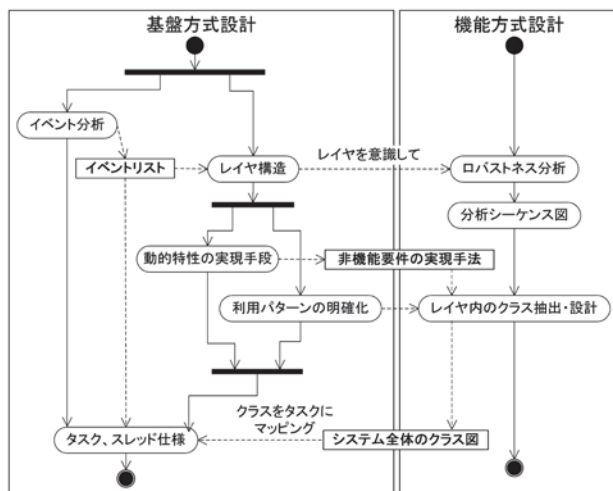 基盤方式設計
機能方式設計
イベント分析
イベントリスト
レイヤ構造
レイヤを意識して
ロバストネス分析
分析シーケンス図
動的特性の実現手段
非機能要件の実現手法
利用パターンの明確化
レイヤ内のクラス抽出・設計
クラスをタスクに
マッピング
タスク、スレッド仕様
システム全体のクラス図